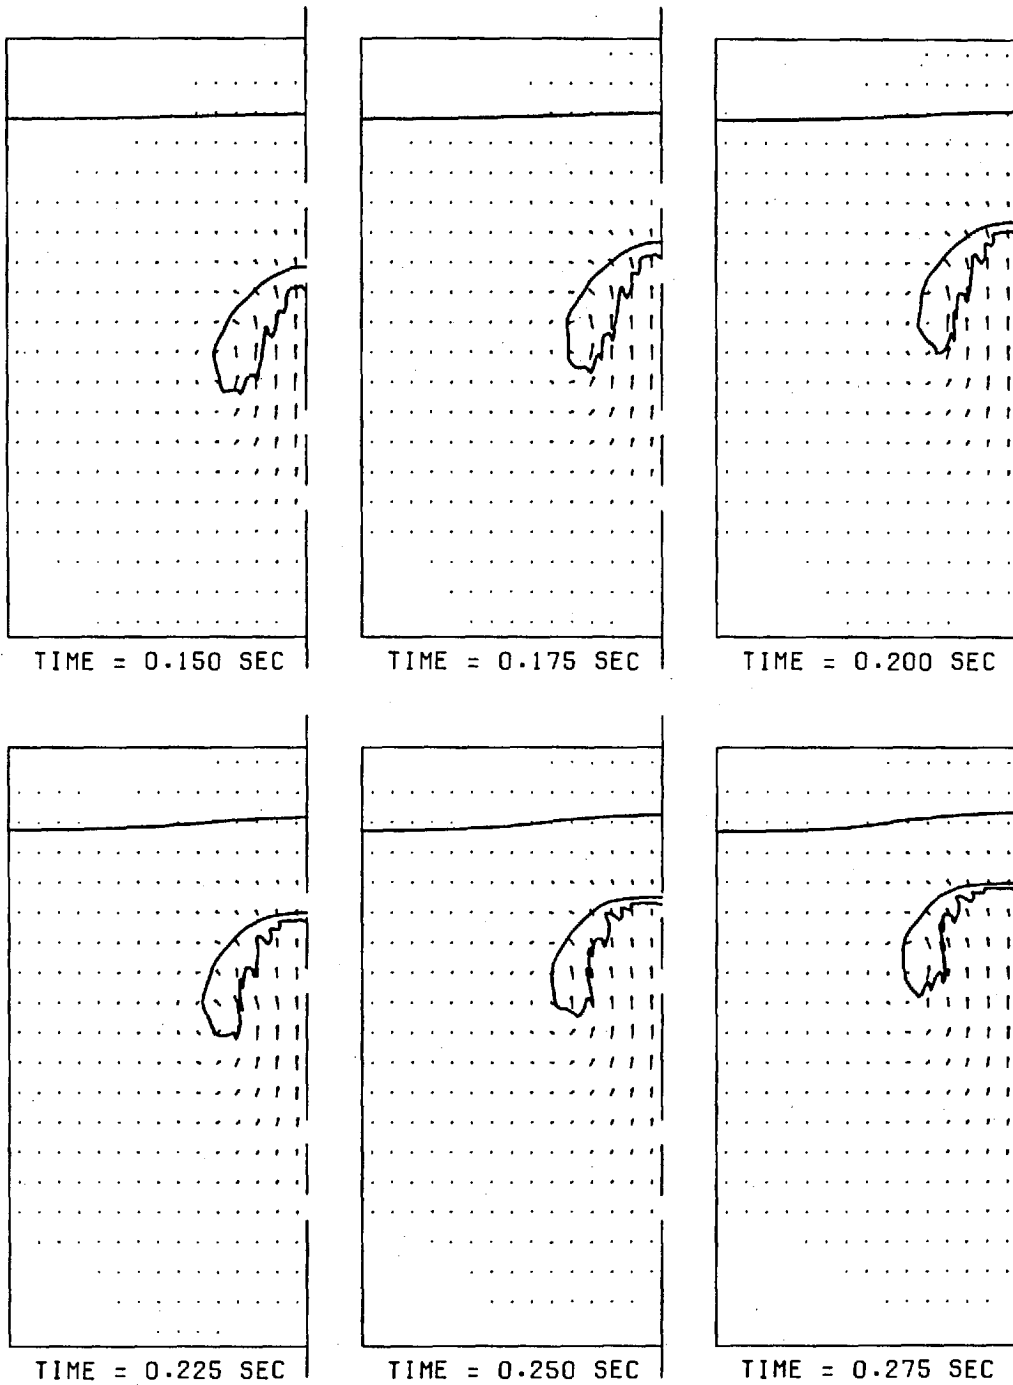 TIME = 0.150 SEC
TIME = 0.175 SEC
TIME = 0.200 SEC
TIME = 0.225 SEC
TIME = 0.250 SEC
TIME = 0.275 SEC